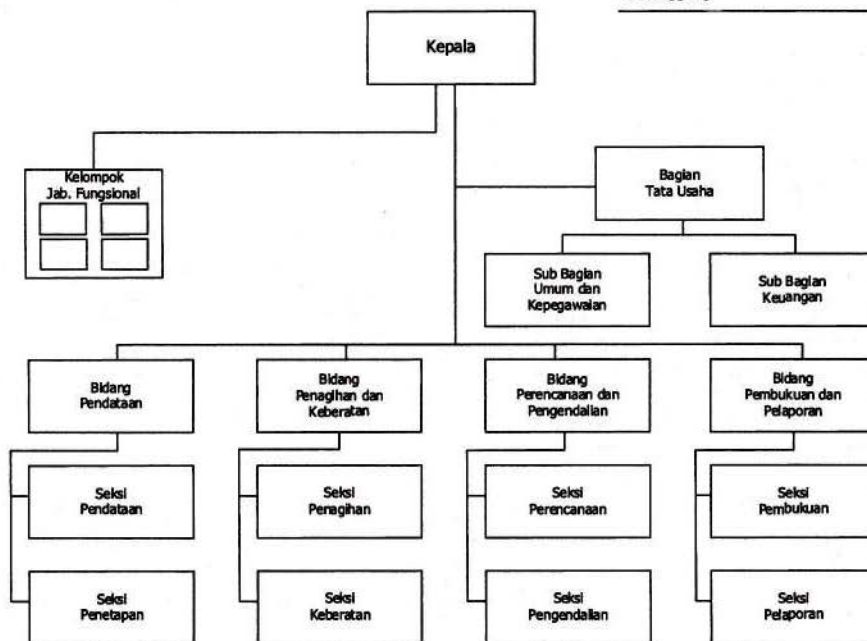 Kepala
Kelompok
Jab. Fungsional
Bagian
Tata Usaha
Sub Bagian
Umum dan
Kepegawaian
Sub Bagian
Keuangan
Bidang
Pendataan
Bidang
Penagihan dan
Keberatan
Bidang
Perencanaan dan
Pengendalian
Bidang
Pembukuan dan
Pelaporan
Seksi
Pendataan
Seksi
Penagihan
Seksi
Perencanaan
Seksi
Pembukuan
Seksi
Penetapan
Seksi
Keberatan
Seksi
Pengendalian
Seksi
Pelaporan